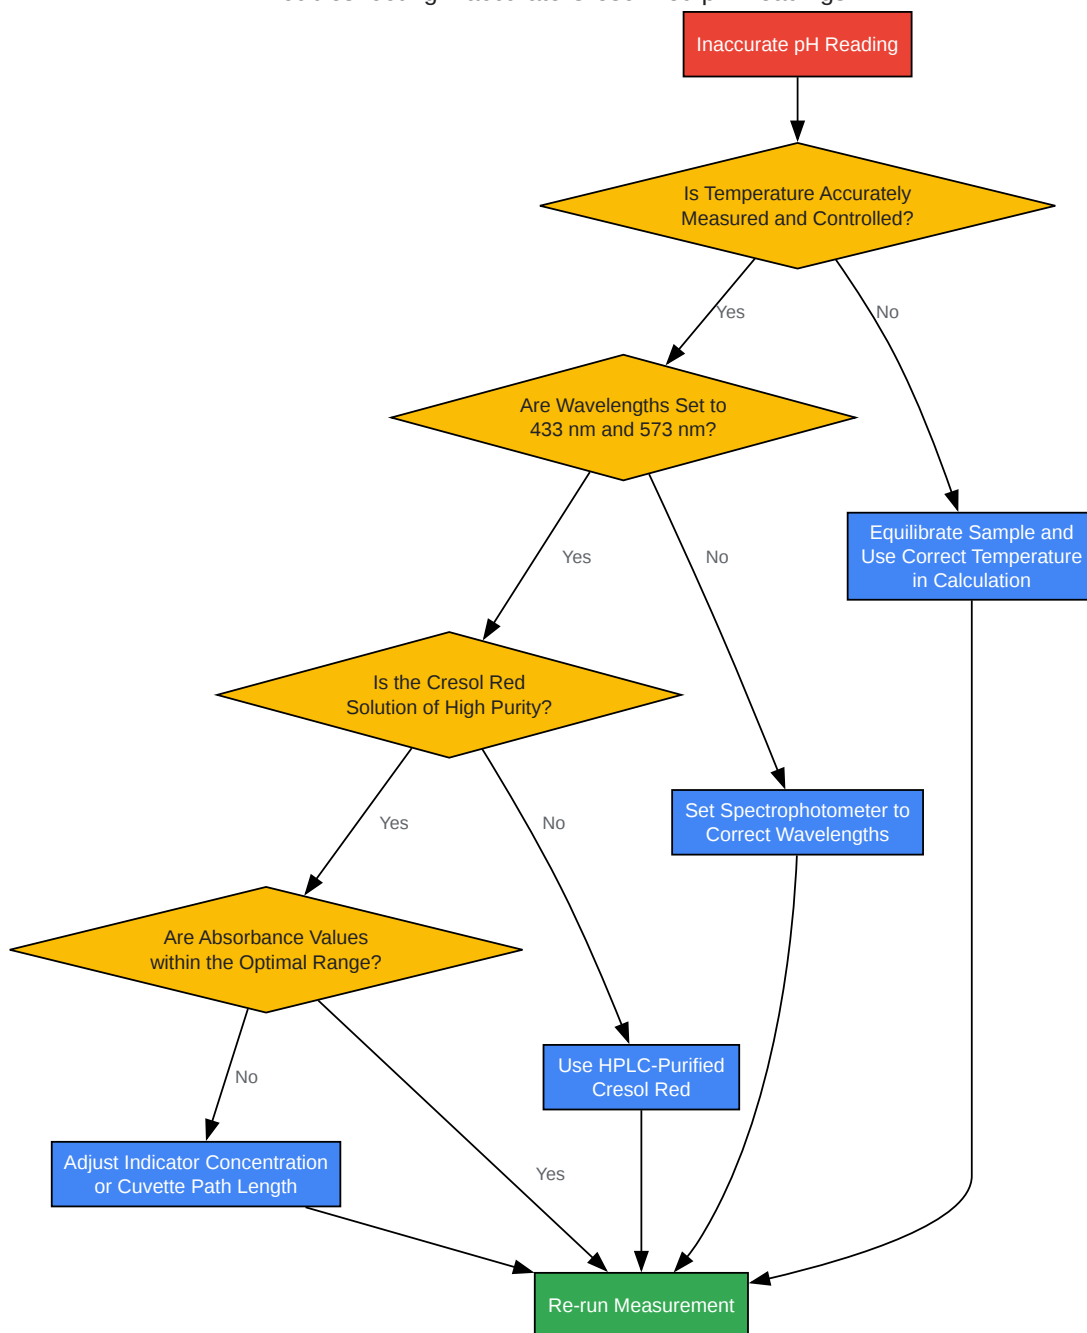 Inaccurate pH Reading
Is Temperature Accurately
Measured and Controlled?
Yes
No
Are Wavelengths Set to
433 nm and 573 nm?
Yes
No
Equilibrate Sample and
Use Correct Temperature
in Calculation
Is the Cresol Red
Solution of High Purity?
Yes
No
Set Spectrophotometer to
Correct Wavelengths
Are Absorbance Values
within the Optimal Range?
No
Yes
Use HPLC-Purified
Cresol Red
Adjust Indicator Concentration
or Cuvette Path Length
Re-run Measurement